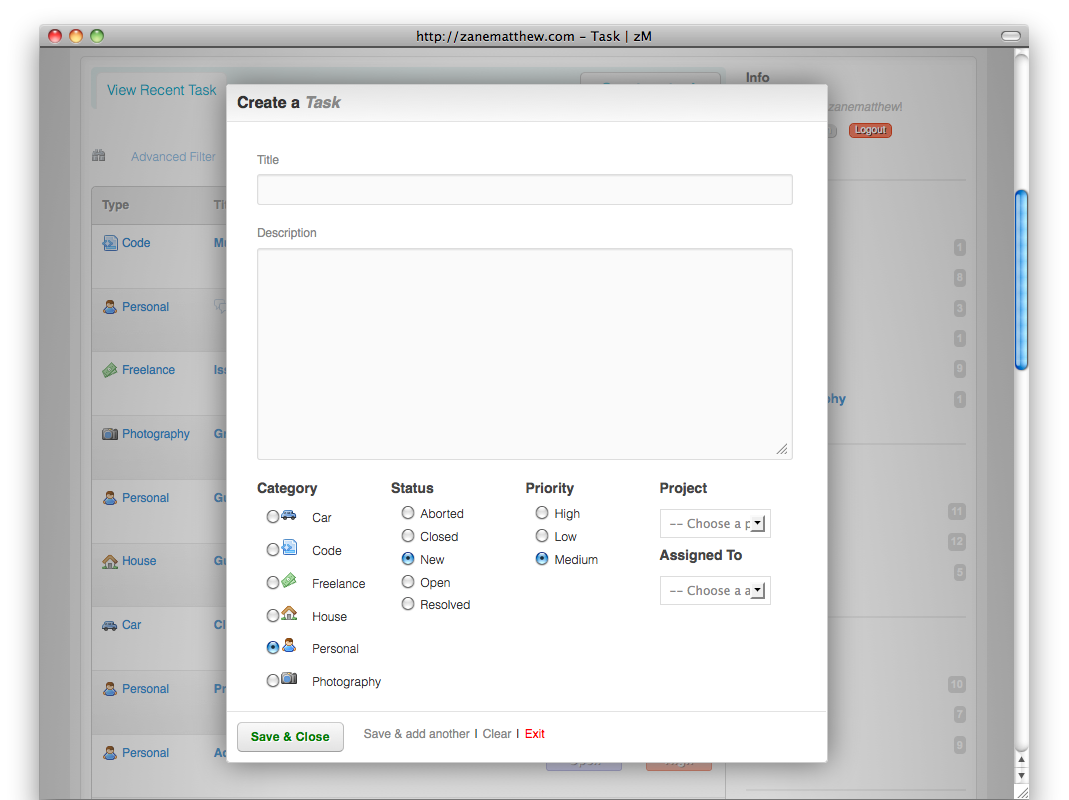 http://zanematthew.com – Task | zM
View Recent Task
Info
zanematthew!
Logout
Advanced Filter
Create a Task
Title
Description
Type
Code
Personal
Freelance
Photography
Personal
House
Car
Personal
Personal
1
8
3
1
9
1
11
12
5
10
7
9
Category
Car
Code
Freelance
House
Personal
Photography
Status
Aborted
Closed
New
Open
Resolved
Priority
High
Low
Medium
Project
-- Choose a p
Assigned To
-- Choose a a
Save & Close
Save & add another | Clear | Exit